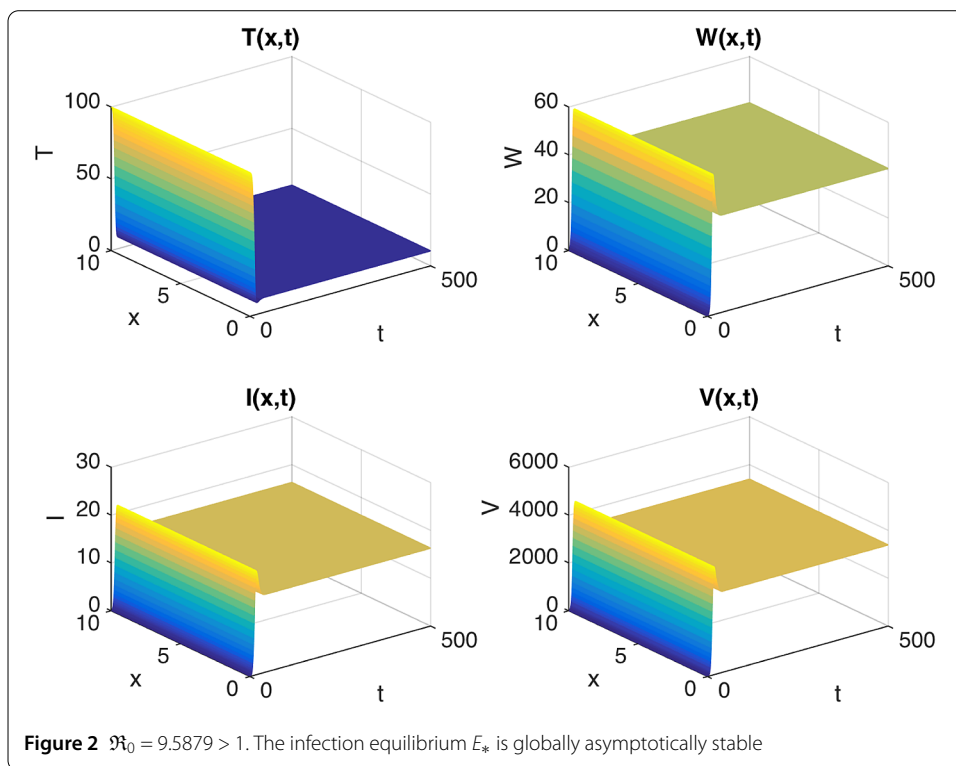 T(x,t)
100
50
0
T
10
5
0
x
0
500
t
W(x,t)
60
40
20
0
W
10
5
0
x
0
500
t
I(x,t)
30
20
10
0
I
10
5
0
x
0
500
t
V(x,t)
6000
4000
2000
0
V
10
5
0
x
0
500
t
Figure 2 ℜ₀ = 9.5879 > 1. The infection equilibrium E∗ is globally asymptotically stable